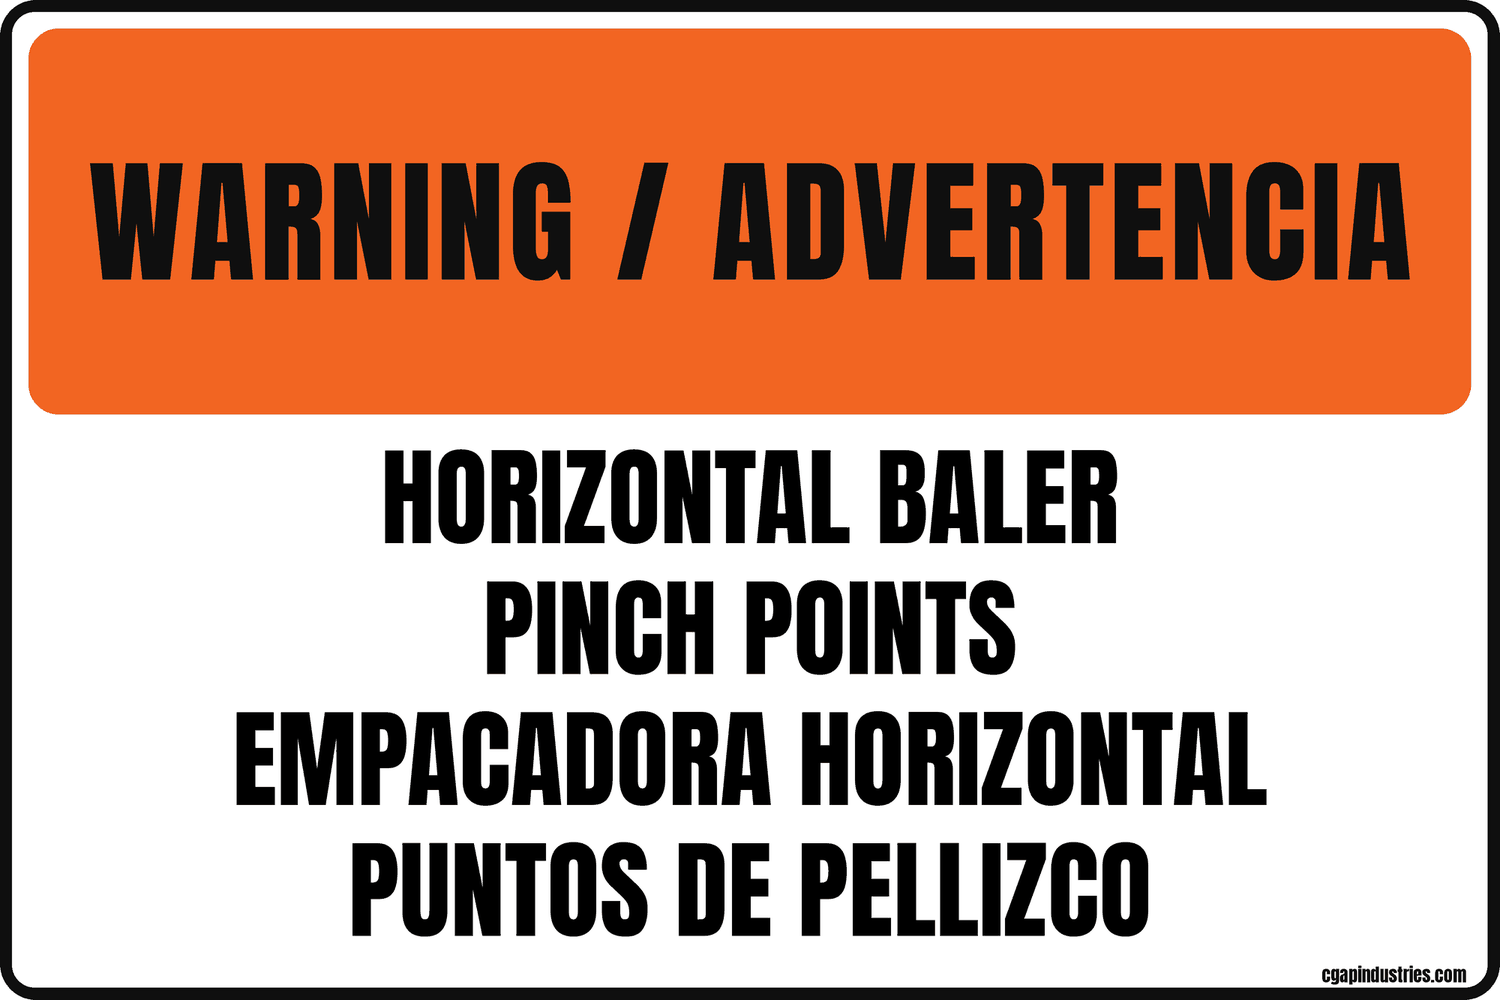 WARNING / ADVERTENCIA
HORIZONTAL BALER
PINCH POINTS
EMPACADORA HORIZONTAL
PUNTOS DE PELLIZCO
cgapindustries.com